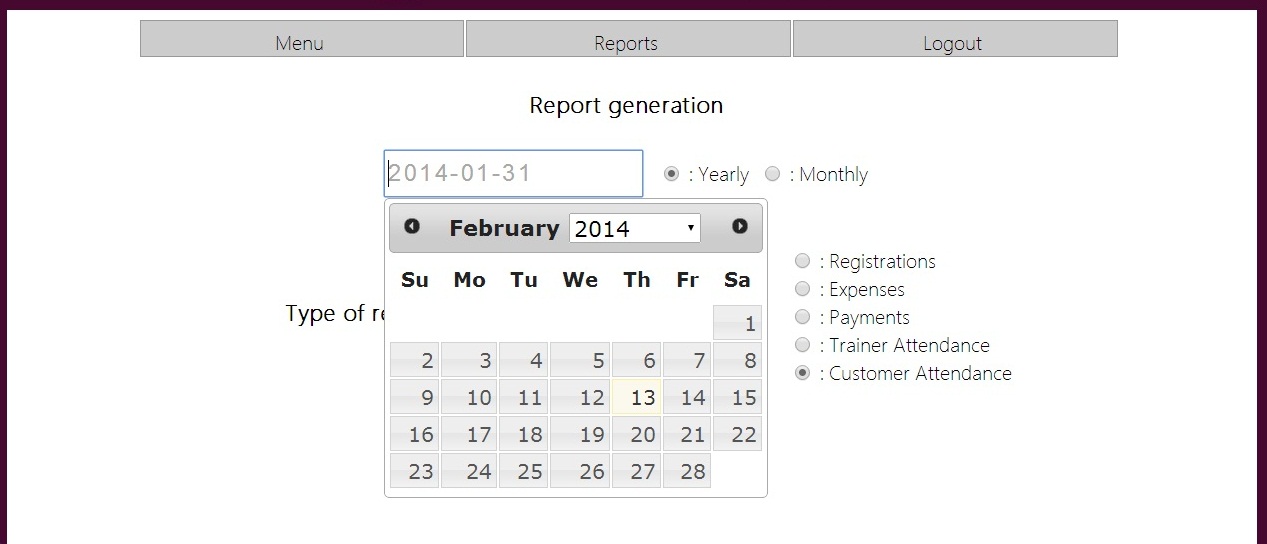 Menu Reports Logout
Report generation
2014-01-31 : Yearly : Monthly
February 2014
Su Mo Tu We Th Fr Sa
1
2 3 4 5 6 7 8
9 10 11 12 13 14 15
16 17 18 19 20 21 22
23 24 25 26 27 28
Type of re
: Registrations
: Expenses
: Payments
: Trainer Attendance
: Customer Attendance